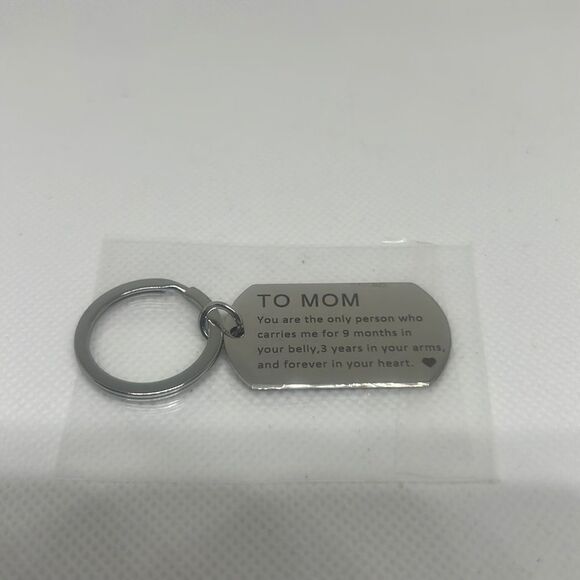 TO MOM
You are the only person who
carries me for 9 months in
your belly,3 years in your arms,
and forever in your heart. ♥